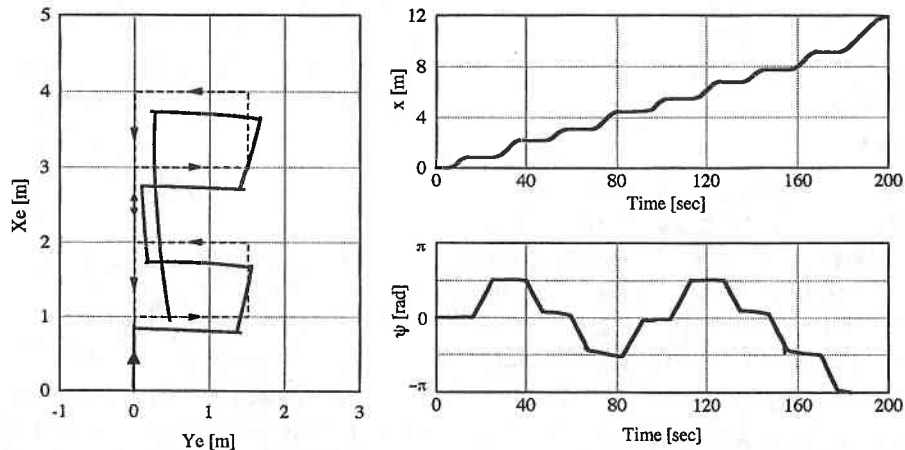 5
4
3
2
1
0
-1 0 1 2 3
Xe [m]
Ye [m]
12
8
4
0
0 40 80 120 160 200
x [m]
Time [sec]
π
0
-π
0 40 80 120 160 200
ψ [rad]
Time [sec]